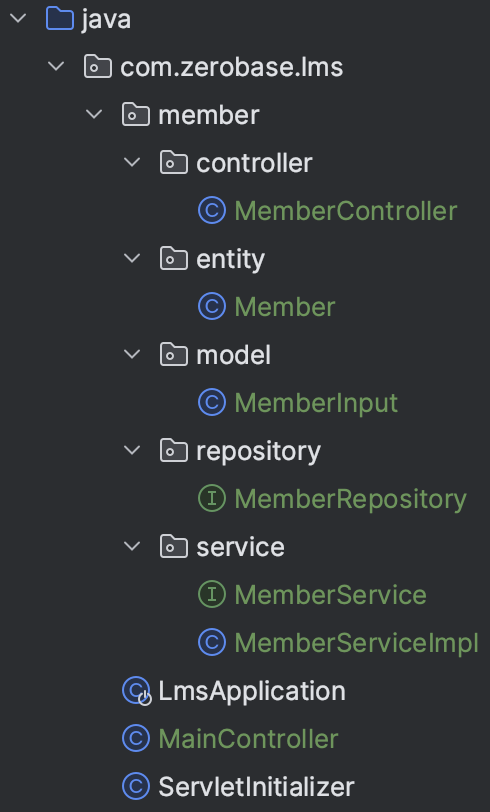 java
com.zerobase.lms
member
controller
C MemberController
entity
C Member
model
C MemberInput
repository
I MemberRepository
service
I MemberService
C MemberServiceImpl
C LmsApplication
C MainController
C ServletInitializer